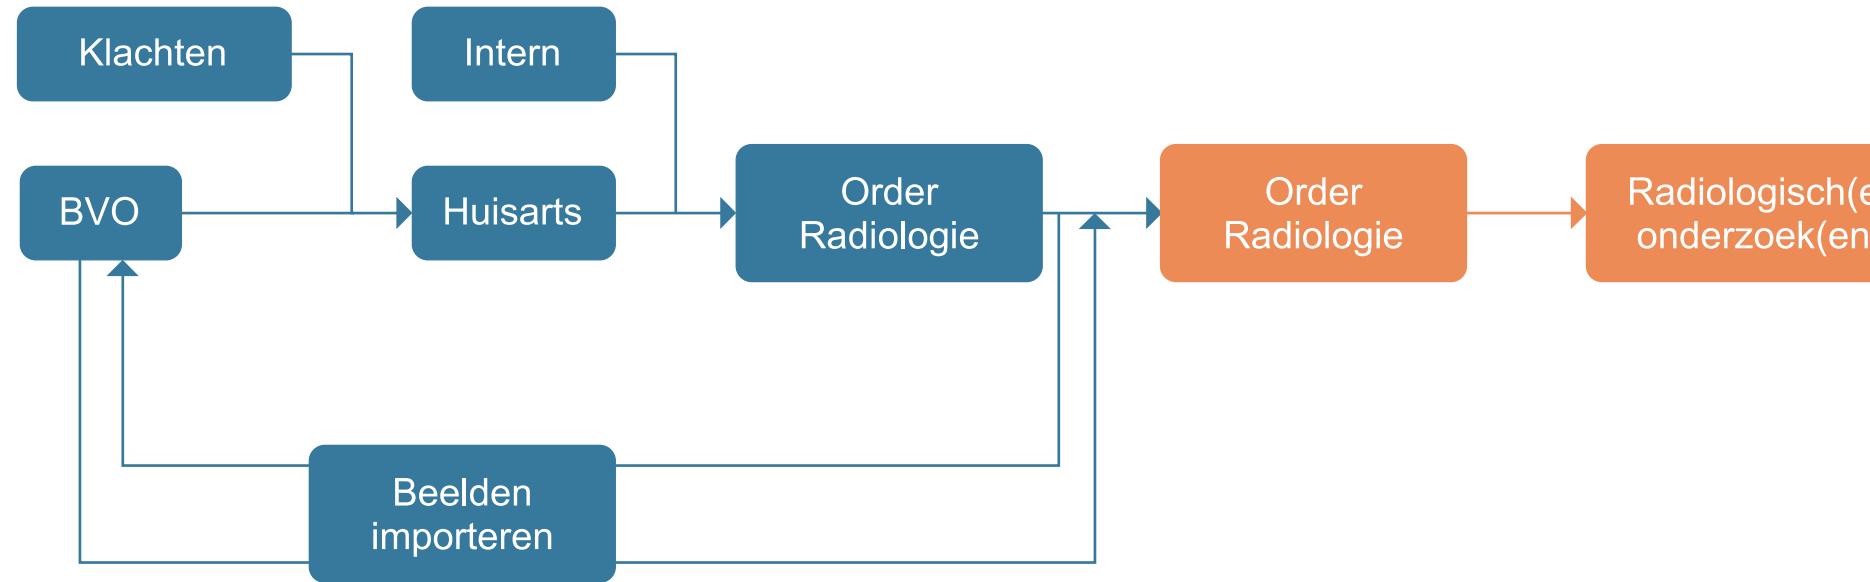 Klachten
Intern
BVO
Huisarts
Order
Radiologie
Order
Radiologie
Radiologisch(e
onderzoek(en
Beelden
importeren